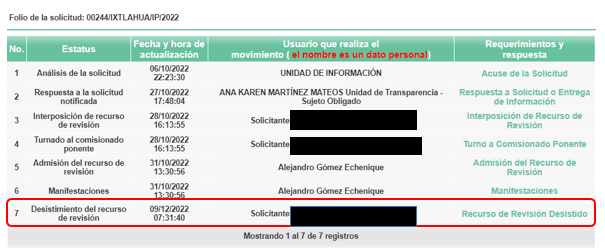 Folio de la solicitud: 00244/IXTLAHUA/IP/2022
No. Estatus Fecha y hora de actualización Usuario que realiza el movimiento ( el nombre es un dato personal) Requerimientos y respuesta
1 Análisis de la solicitud 06/10/2022 22:23:30 UNIDAD DE INFORMACIÓN Acuse de la Solicitud
2 Respuesta a la solicitud notificada 27/10/2022 17:48:04 ANA KAREN MARTÍNEZ MATEOS Unidad de Transparencia - Sujeto Obligado Respuesta a Solicitud o Entrega de Información
3 Interposición de recurso de revisión 28/10/2022 16:13:55 Solicitante Interposición de Recurso de Revisión
4 Turnado al comisionado ponente 28/10/2022 16:13:55 Solicitante Turno a Comisionado Ponente
5 Admisión del recurso de revisión 31/10/2022 13:30:56 Alejandro Gómez Echenique Admisión del Recurso de Revisión
6 Manifestaciones 31/10/2022 13:30:56 Alejandro Gómez Echenique Manifestaciones
7 Desistimiento del recurso de revisión 09/12/2022 07:31:40 Solicitante Recurso de Revisión Desistido
Mostrando 1 al 7 de 7 registros